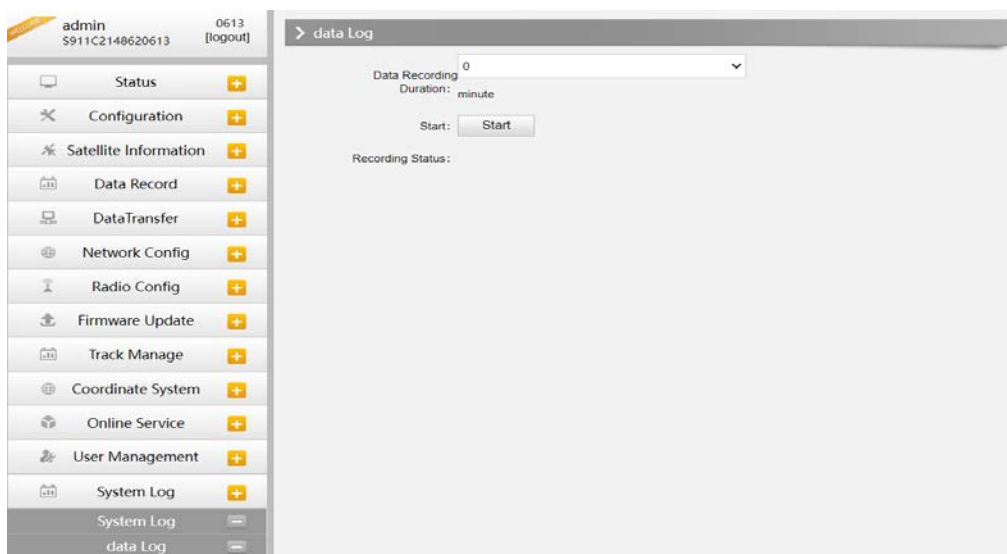 WELCOME
admin
S911C2148620613
0613
[logout]
Status
Configuration
Satellite Information
Data Record
DataTransfer
Network Config
Radio Config
Firmware Update
Track Manage
Coordinate System
Online Service
User Management
System Log
System Log
data Log
data Log
Data Recording
Duration:
0
minute
Start:
Start
Recording Status: